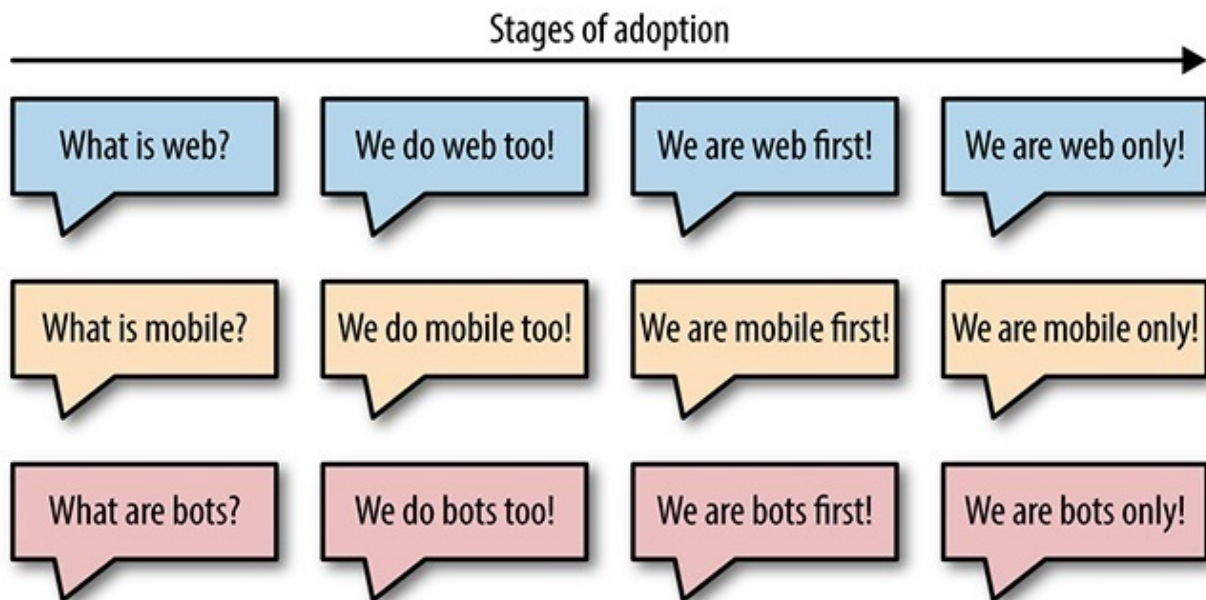 Stages of adoption
What is web?
We do web too!
We are web first!
We are web only!
What is mobile?
We do mobile too!
We are mobile first!
We are mobile only!
What are bots?
We do bots too!
We are bots first!
We are bots only!